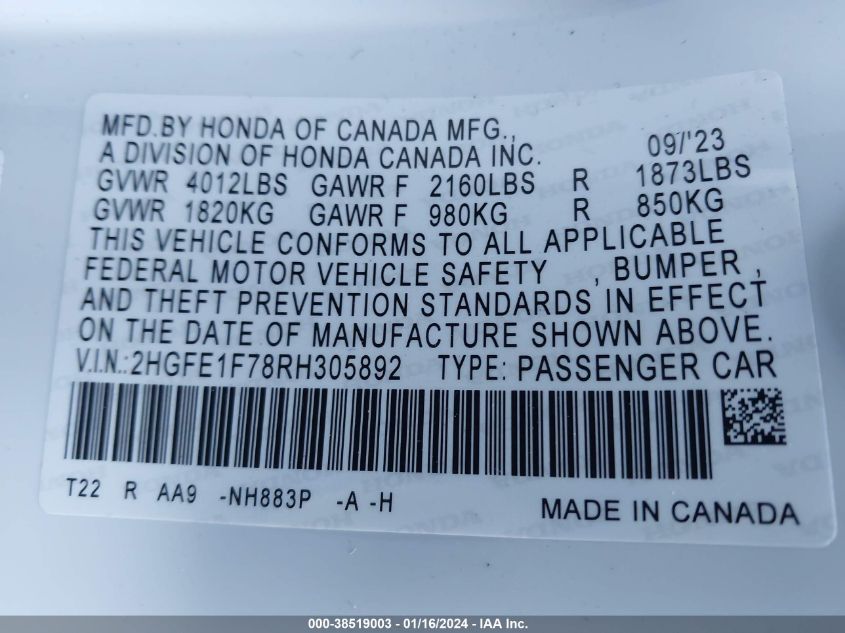 MFD.BY HONDA OF CANADA MFG.,
A DIVISION OF HONDA CANADA INC. 09/'23
GVWR 4012LBS GAWR F 2160LBS R 1873LBS
GVWR 1820KG GAWR F 980KG R 850KG
THIS VEHICLE CONFORMS TO ALL APPLICABLE
FEDERAL MOTOR VEHICLE SAFETY , BUMPER ,
AND THEFT PREVENTION STANDARDS IN EFFECT
ON THE DATE OF MANUFACTURE SHOWN ABOVE.
V.I.N.:2HGFE1F78RH305892 TYPE: PASSENGER CAR
T22 R AA9 -NH883P -A -H MADE IN CANADA
000-38519003 - 01/16/2024 - IAA Inc.